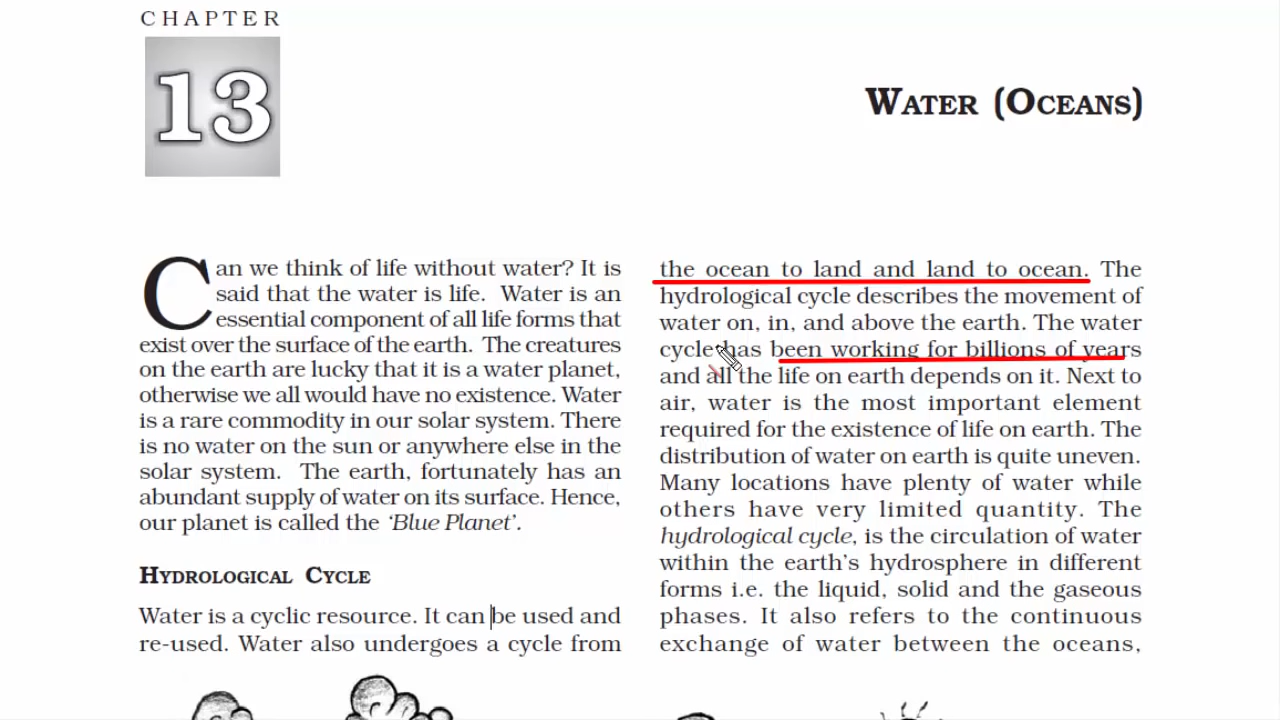 CHAPTER
13
WATER (OCEANS)
Can we think of life without water? It is
said that the water is life. Water is an
essential component of all life forms that
exist over the surface of the earth. The creatures
on the earth are lucky that it is a water planet,
otherwise we all would have no existence. Water
is a rare commodity in our solar system. There
is no water on the sun or anywhere else in the
solar system. The earth, fortunately has an
abundant supply of water on its surface. Hence,
our planet is called the ‘Blue Planet’.
HYDROLOGICAL CYCLE
Water is a cyclic resource. It can be used and
re-used. Water also undergoes a cycle from
the ocean to land and land to ocean. The
hydrological cycle describes the movement of
water on, in, and above the earth. The water
cycle has been working for billions of years
and all the life on earth depends on it. Next to
air, water is the most important element
required for the existence of life on earth. The
distribution of water on earth is quite uneven.
Many locations have plenty of water while
others have very limited quantity. The
hydrological cycle, is the circulation of water
within the earth’s hydrosphere in different
forms i.e. the liquid, solid and the gaseous
phases. It also refers to the continuous
exchange of water between the oceans,